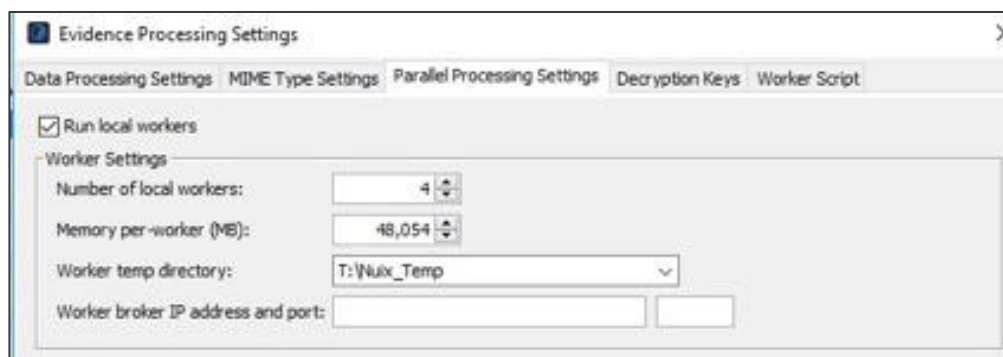 Evidence Processing Settings
Data Processing Settings MIME Type Settings Parallel Processing Settings Decryption Keys Worker Script
Run local workers
Worker Settings
Number of local workers: 4
Memory per-worker (MB): 48,054
Worker temp directory: T:\Nuix_Temp
Worker broker IP address and port: